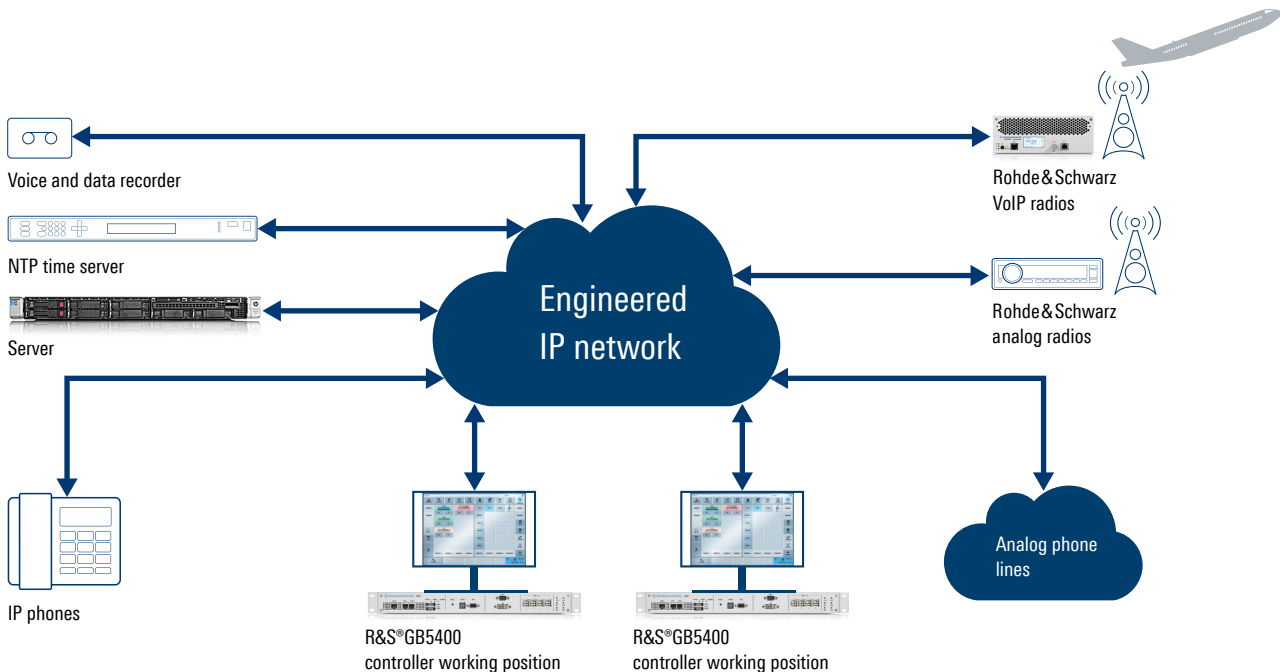 Voice and data recorder
NTP time server
Server
IP phones
Engineered
IP network
Rohde&Schwarz
VoIP radios
Rohde&Schwarz
analog radios
Analog phone
lines
R&S®GB5400
controller working position
R&S®GB5400
controller working position